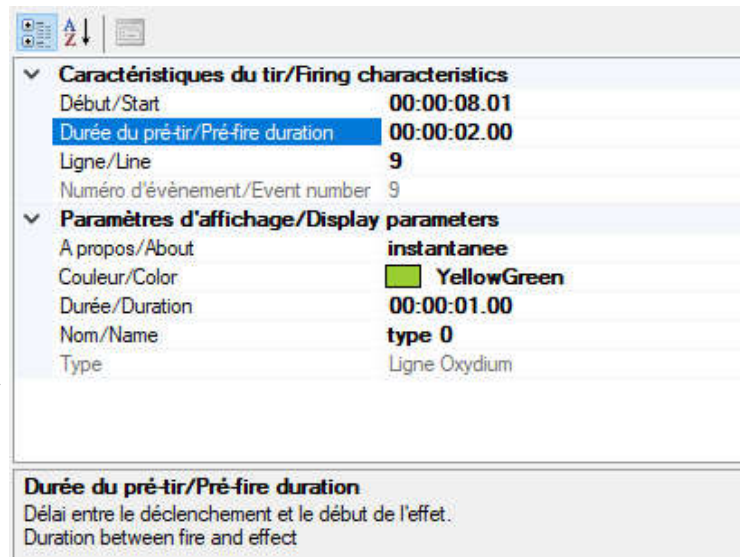 Caractéristiques du tir/Firing characteristics
Début/Start 00:00:08.01
Durée du pré-tir/Pré-fire duration 00:00:02.00
Ligne/Line 9
Numéro d'évènement/Event number 9
Paramètres d'affichage/Display parameters
A propos/About instantanee
Couleur/Color YellowGreen
Durée/Duration 00:00:01.00
Nom/Name type 0
Type Ligne Oxydium
Durée du pré-tir/Pré-fire duration
Délai entre le déclenchement et le début de l'effet.
Duration between fire and effect